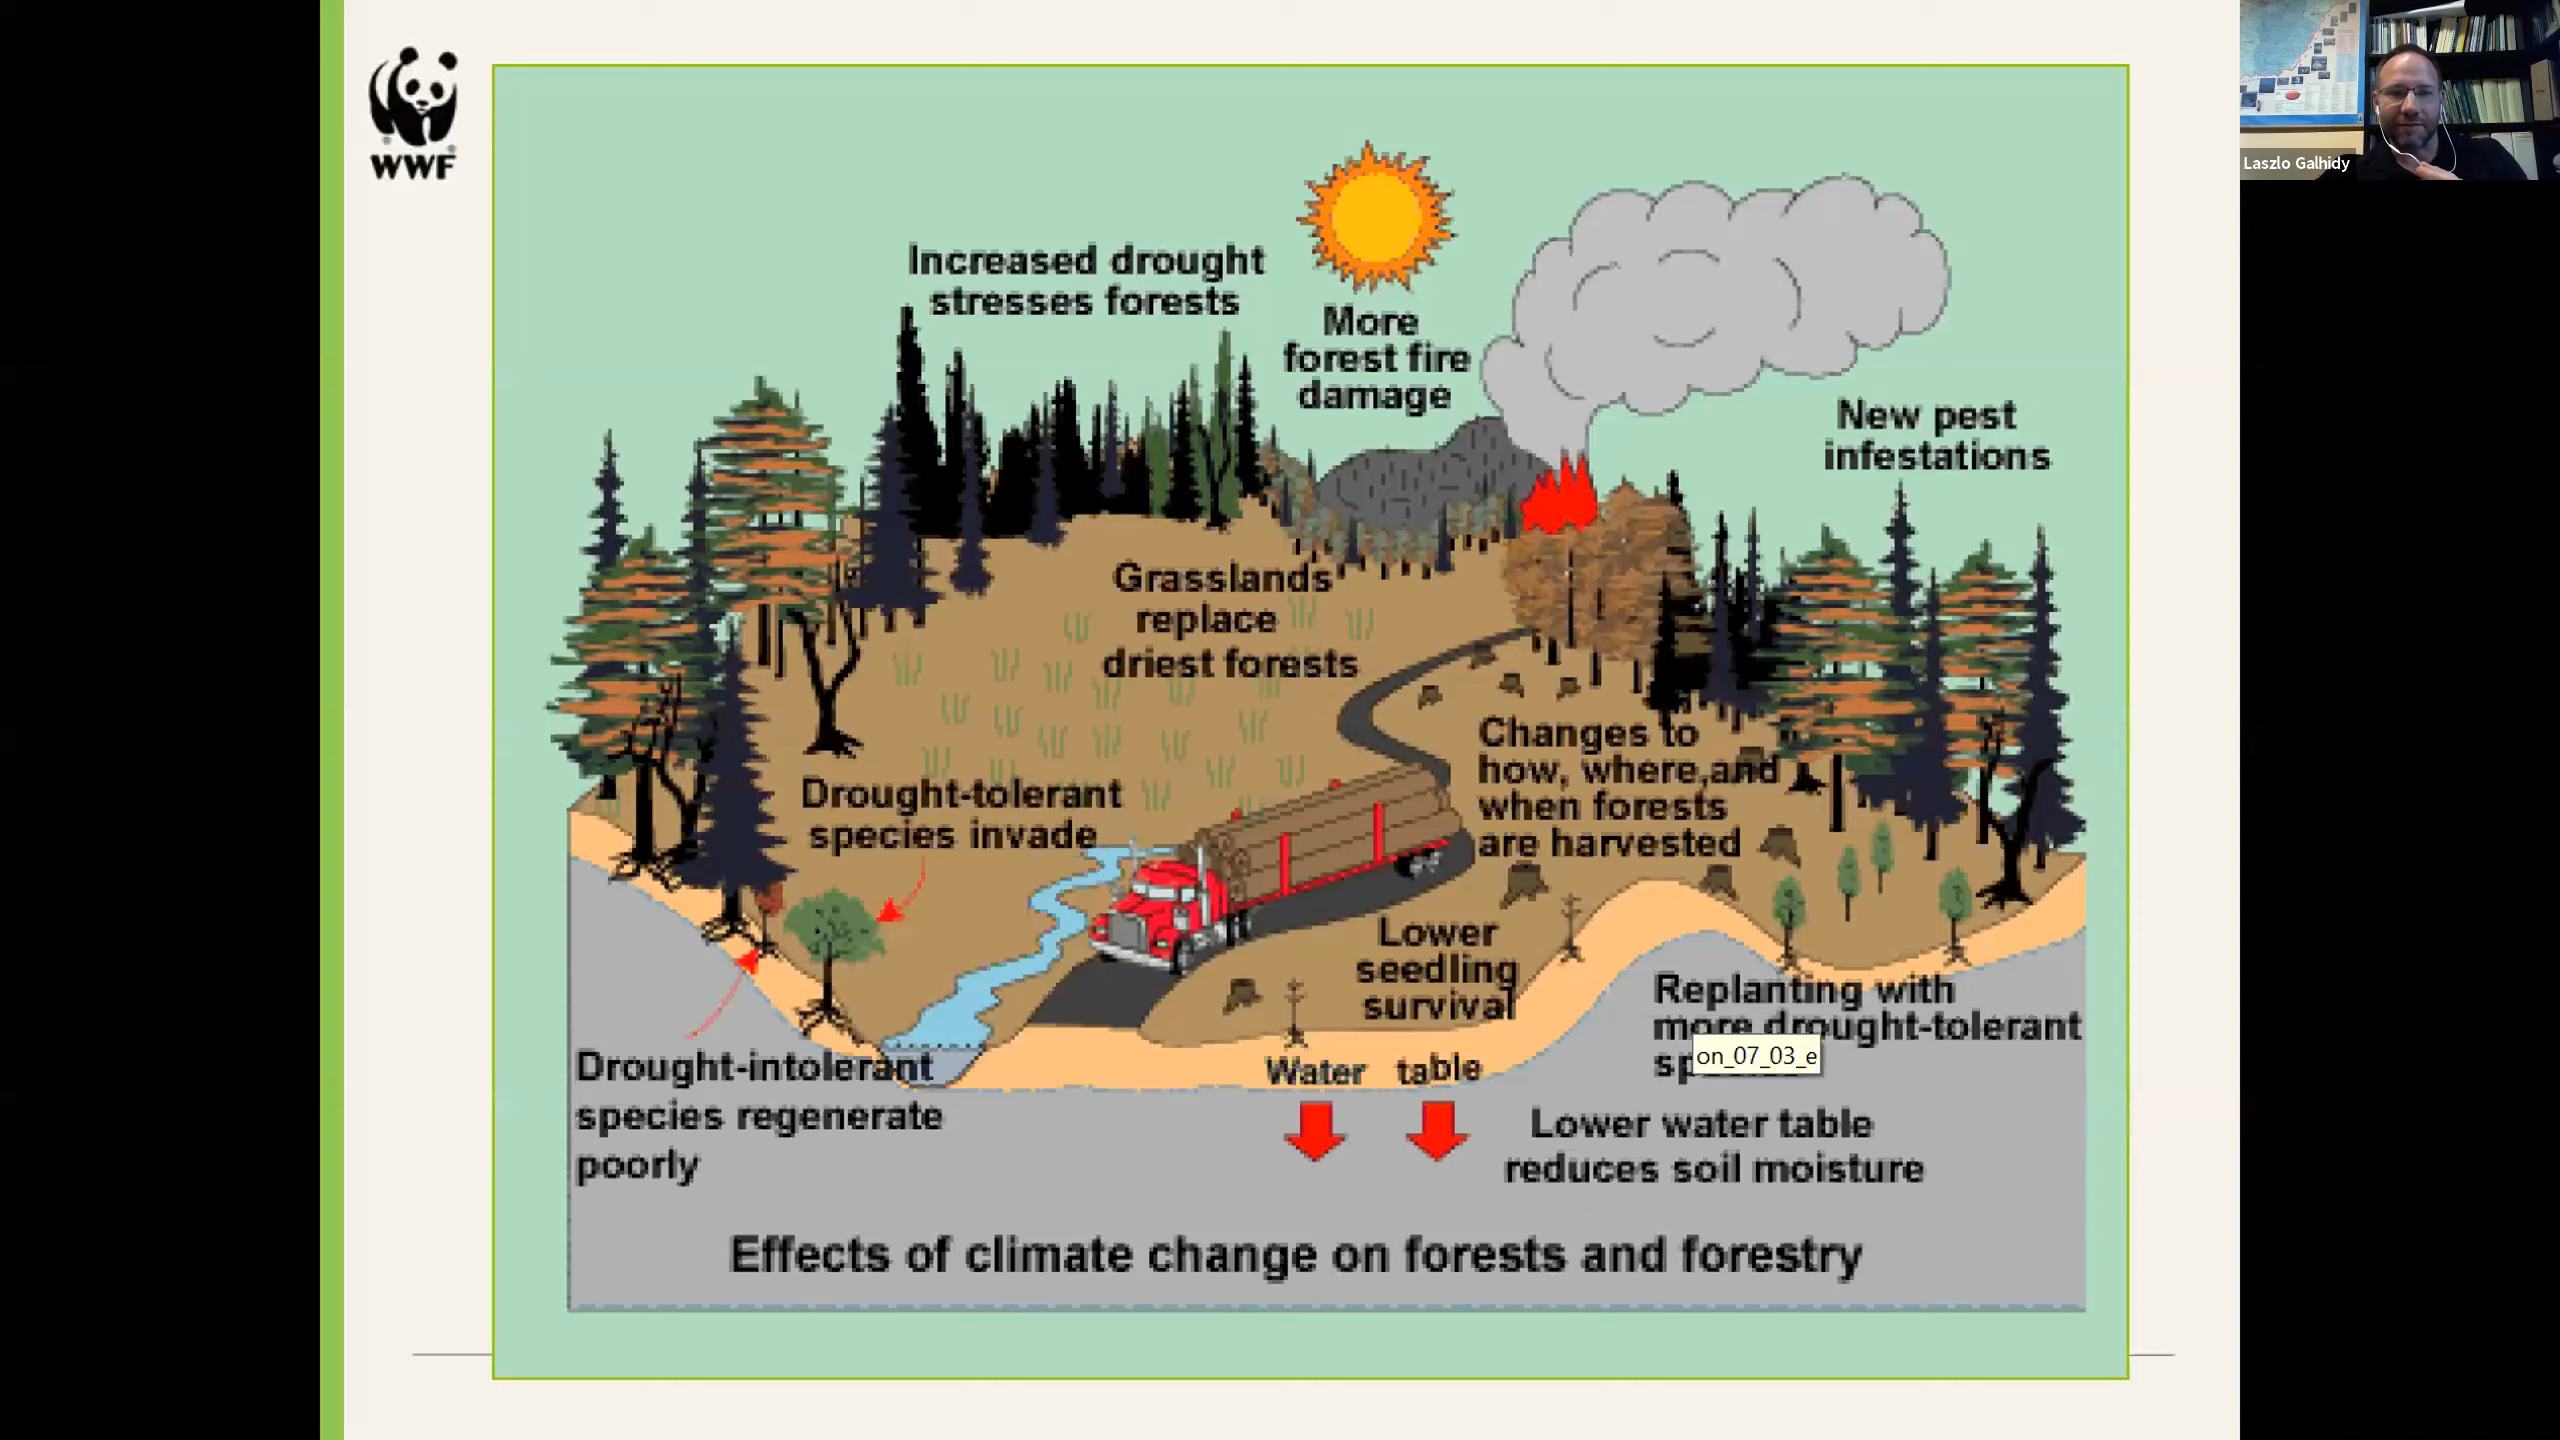 WWF
Laszlo Galhidy
Increased drought
stresses forests
More
forest fire
damage
New pest
infestations
Grasslands
replace
driest forests
Changes to
how, where,and
when forests
are harvested
Drought-tolerant
species invade
Lower
seedling
survival
Replanting with
more drought-tolerant
on_07_03_e
Drought-intolerant
species regenerate
poorly
Water table
Lower water table
reduces soil moisture
Effects of climate change on forests and forestry